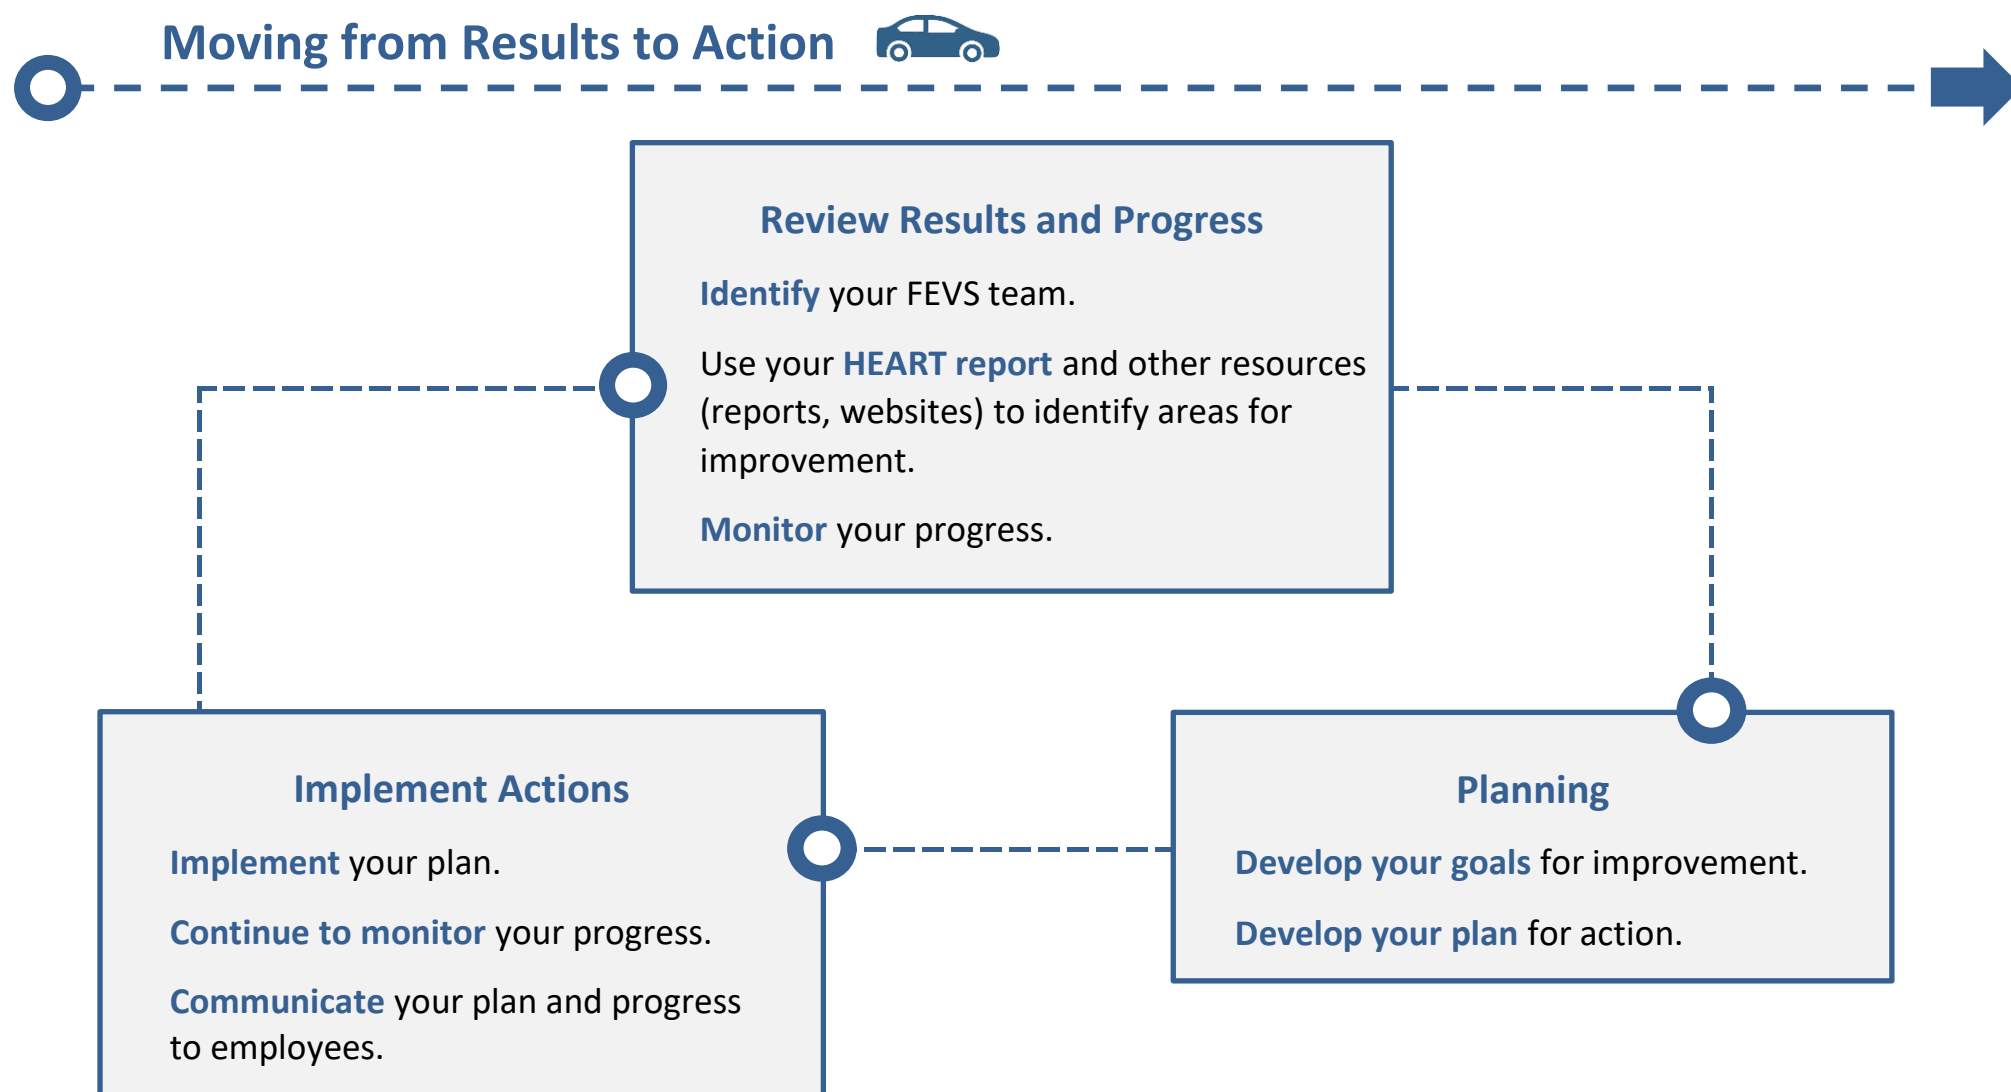 Moving from Results to Action
Review Results and Progress
Identify your FEVS team.
Use your HEART report and other resources
(reports, websites) to identify areas for
improvement.
Monitor your progress.
Implement Actions
Implement your plan.
Continue to monitor your progress.
Communicate your plan and progress
to employees.
Planning
Develop your goals for improvement.
Develop your plan for action.